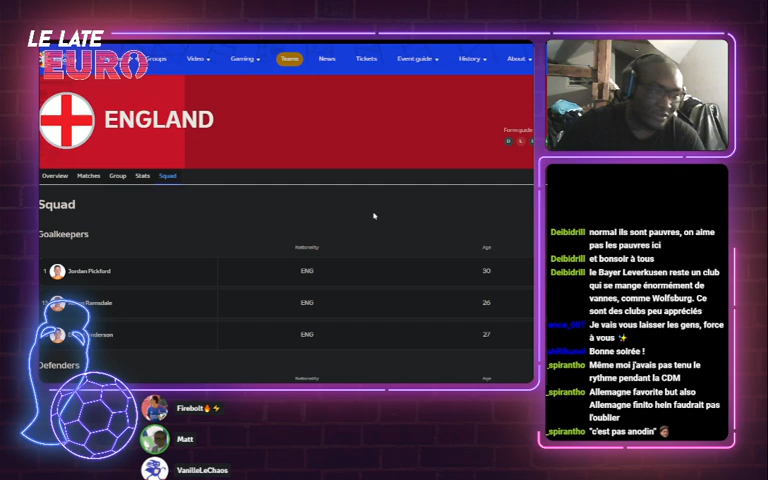 LE LATE
EURO
Groups
Video
Gaming
Teams
News
Tickets
Event guide
History
About
ENGLAND
Form guide
Overview
Matches
Group
Stats
Squad
Squad
Goalkeepers
Nationality
Age
1
Jordan Pickford
ENG
30
Ramsdale
ENG
26
enderson
ENG
27
Defenders
Nationality
Age
Deibidrill normal ils sont pauvres, on aime
pas les pauvres ici
Deibidrill et bonsoir à tous
Deibidrill le Bayer Leverkusen reste un club
qui se mange énormément de
vannes, comme Wolfsburg. Ce
sont des clubs peu appréciés
Je vais vous laisser les gens, force
à vous ✨
Bonne soirée !
_spirantho Même moi j'avais pas tenu le
rythme pendant la CDM
_spirantho Allemagne favorite but also
Allemagne finito hein faudrait pas
l'oublier
_spirantho "c'est pas anodin"
Firebolt🔥⚡
Matt
VanilleLeChaos